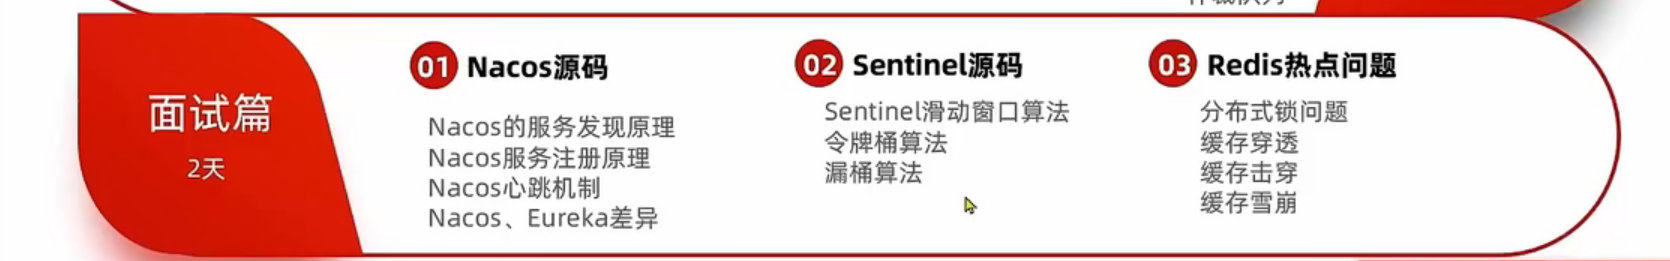 面试篇
2天
01 Nacos源码
Nacos的服务发现原理
Nacos服务注册原理
Nacos心跳机制
Nacos、Eureka差异
02 Sentinel源码
Sentinel滑动窗口算法
令牌桶算法
漏桶算法
03 Redis热点问题
分布式锁问题
缓存穿透
缓存击穿
缓存雪崩